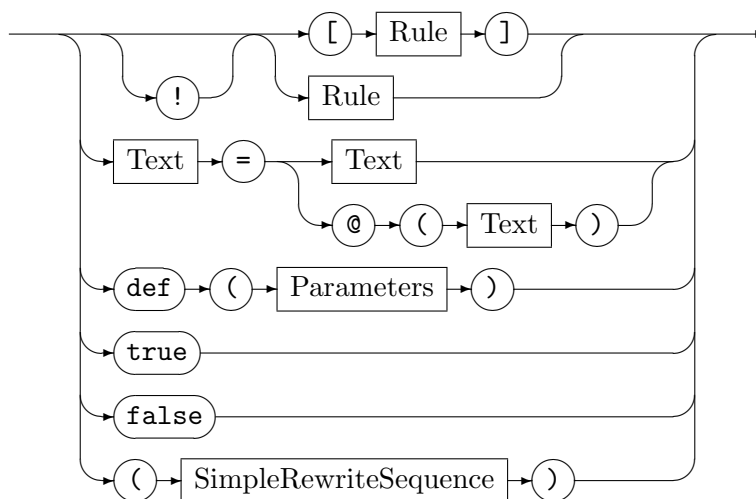 [ Rule ]
! Rule
Text = Text
@ ( Text )
def ( Parameters )
true
false
( SimpleRewriteSequence )